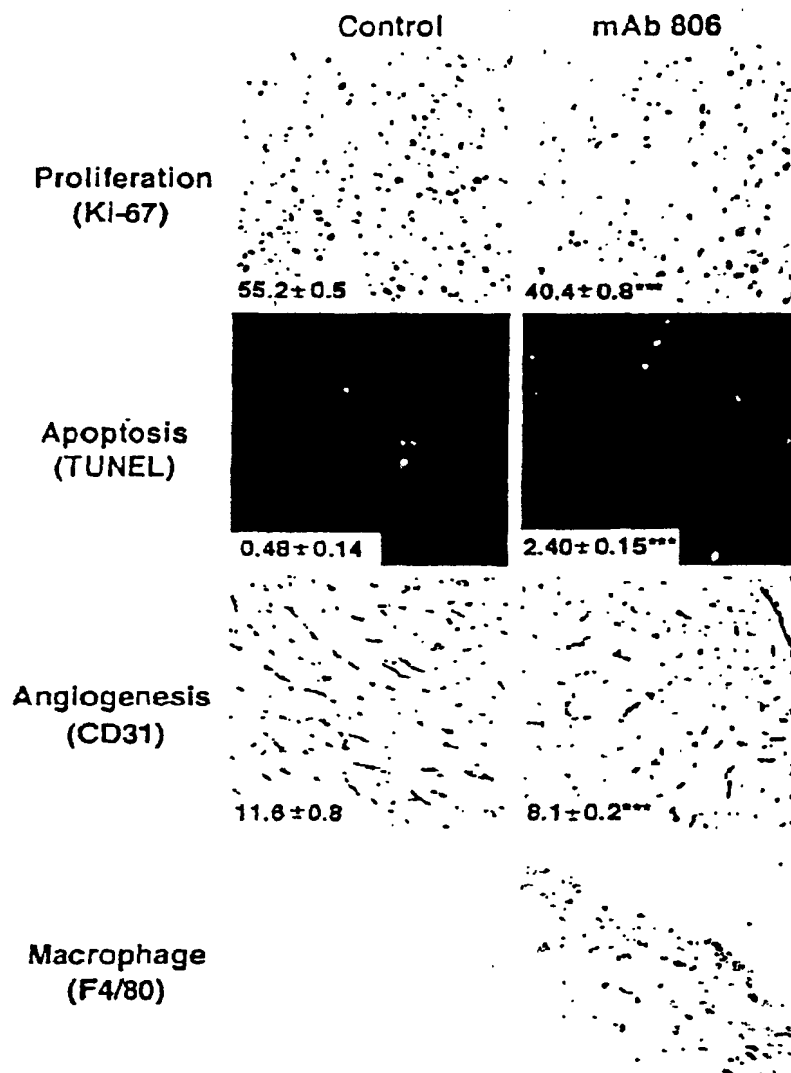 Control mAb 806
Proliferation
(Ki-67)
55.2±0.5 40.4±0.8***
Apoptosis
(TUNEL)
0.48±0.14 2.40±0.15***
Angiogenesis
(CD31)
11.6±0.8 8.1±0.2***
Macrophage
(F4/80)